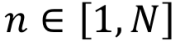 n ∈ [1, N]